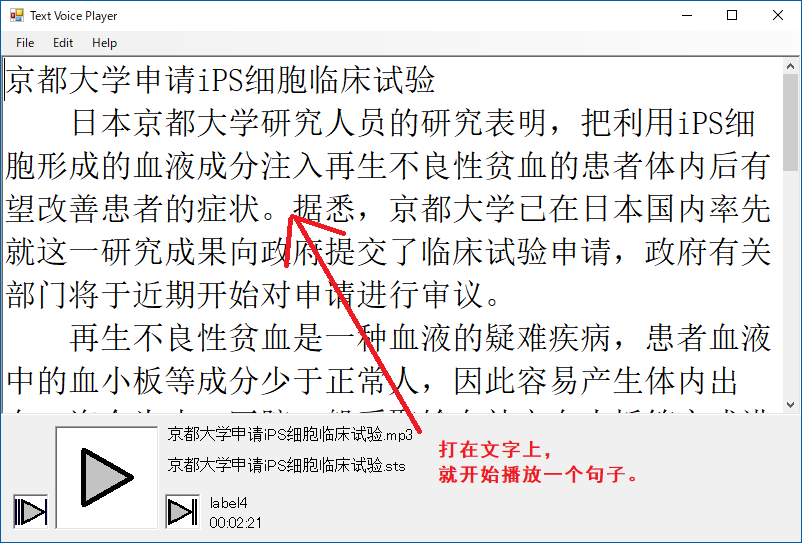 Text Voice Player
File Edit Help
京都大学申请iPS细胞临床试验
日本京都大学研究人员的研究表明，把利用iPS细
胞形成的血液成分注入再生不良性贫血的患者体内后有
望改善患者的症状。据悉，京都大学已在日本国内率先
就这一研究成果向政府提交了临床试验申请，政府有关
部门将于近期开始对申请进行审议。
再生不良性贫血是一种血液的疑难疾病，患者血液
中的血小板等成分少于正常人，因此容易产生体内出
京都大学申请iPS细胞临床试验.mp3
京都大学申请iPS细胞临床试验.sts
打在文字上，
就开始播放一个句子。
label4
00:02:21